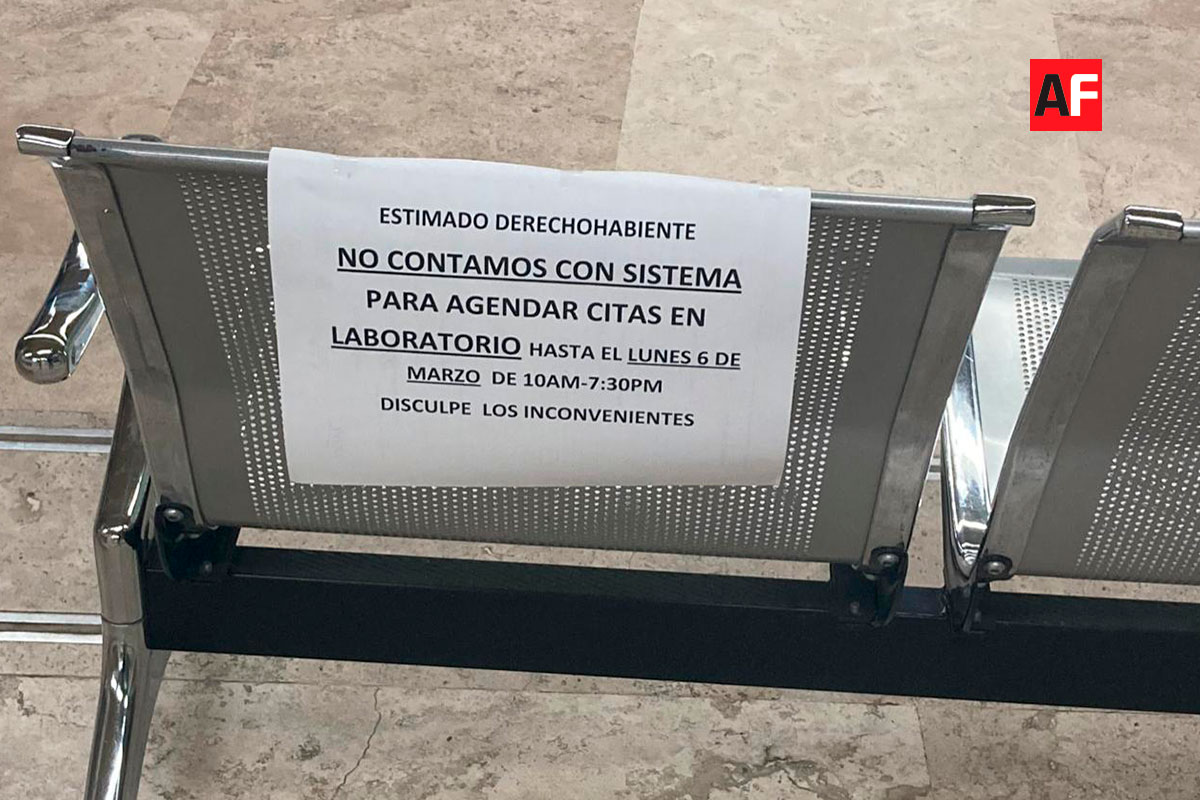 AF
ESTIMADO DERECHOHABIENTE
NO CONTAMOS CON SISTEMA
PARA AGENDAR CITAS EN
LABORATORIO HASTA EL LUNES 6 DE
MARZO DE 10AM-7:30PM
DISCULPE LOS INCONVENIENTES